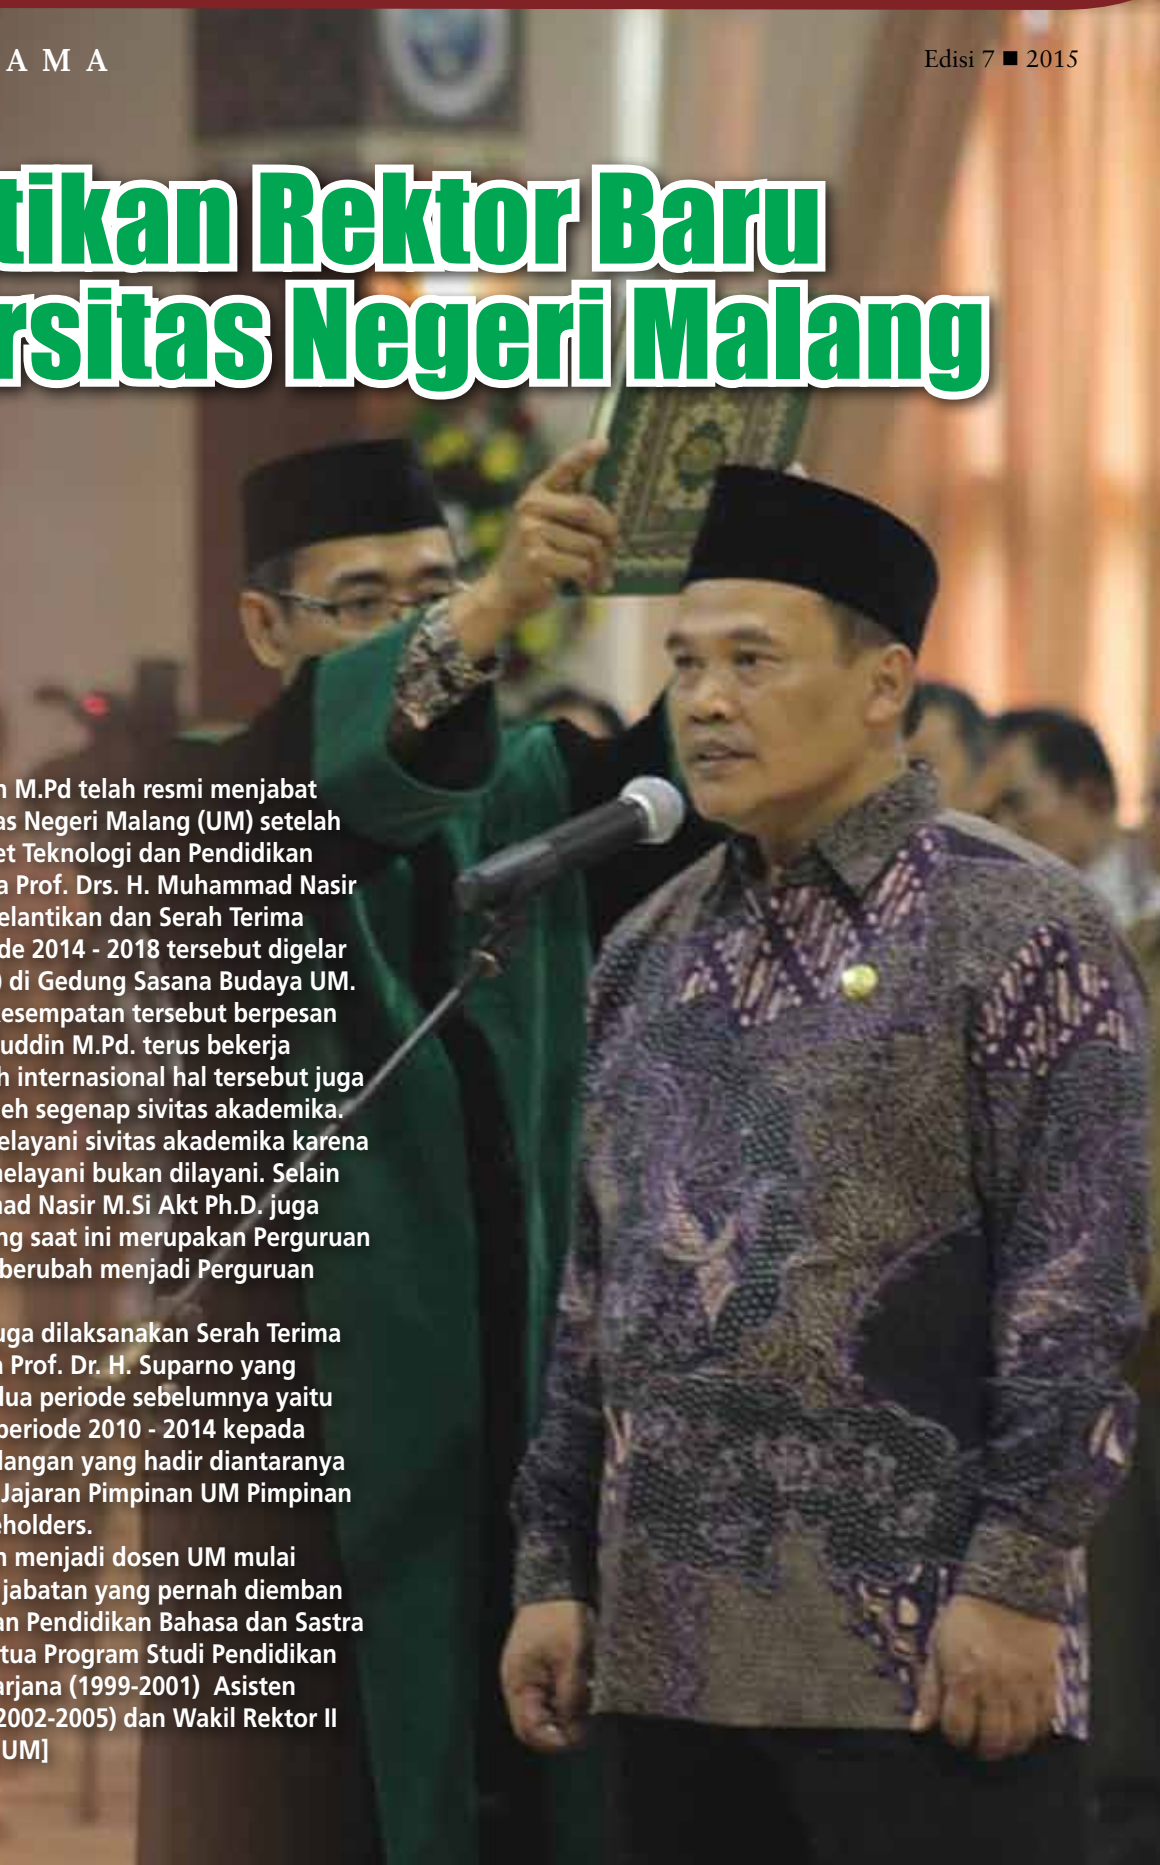 AMA
Edisi 7 ■ 2015
tikan Rektor Baru
rsitas Negeri Malang
n M.Pd telah resmi menjabat
as Negeri Malang (UM) setelah
et Teknologi dan Pendidikan
a Prof. Drs. H. Muhammad Nasir
elantikan dan Serah Terima
de 2014 - 2018 tersebut digelar
) di Gedung Sasana Budaya UM.
esempatan tersebut berpesan
uddin M.Pd. terus bekerja
h internasional hal tersebut juga
leh segenap sivitas akademika.
elayani sivitas akademika karena
melayani bukan dilayani. Selain
mad Nasir M.Si Akt Ph.D. juga
ng saat ini merupakan Perguruan
berubah menjadi Perguruan
uga dilaksanakan Serah Terima
a Prof. Dr. H. Suparno yang
dua periode sebelumnya yaitu
periode 2010 - 2014 kepada
dangan yang hadir diantaranya
Jajaran Pimpinan UM Pimpinan
eholders.
n menjadi dosen UM mulai
jabatan yang pernah diemban
an Pendidikan Bahasa dan Sastra
tua Program Studi Pendidikan
arjana (1999-2001) Asisten
2002-2005) dan Wakil Rektor II
UM]